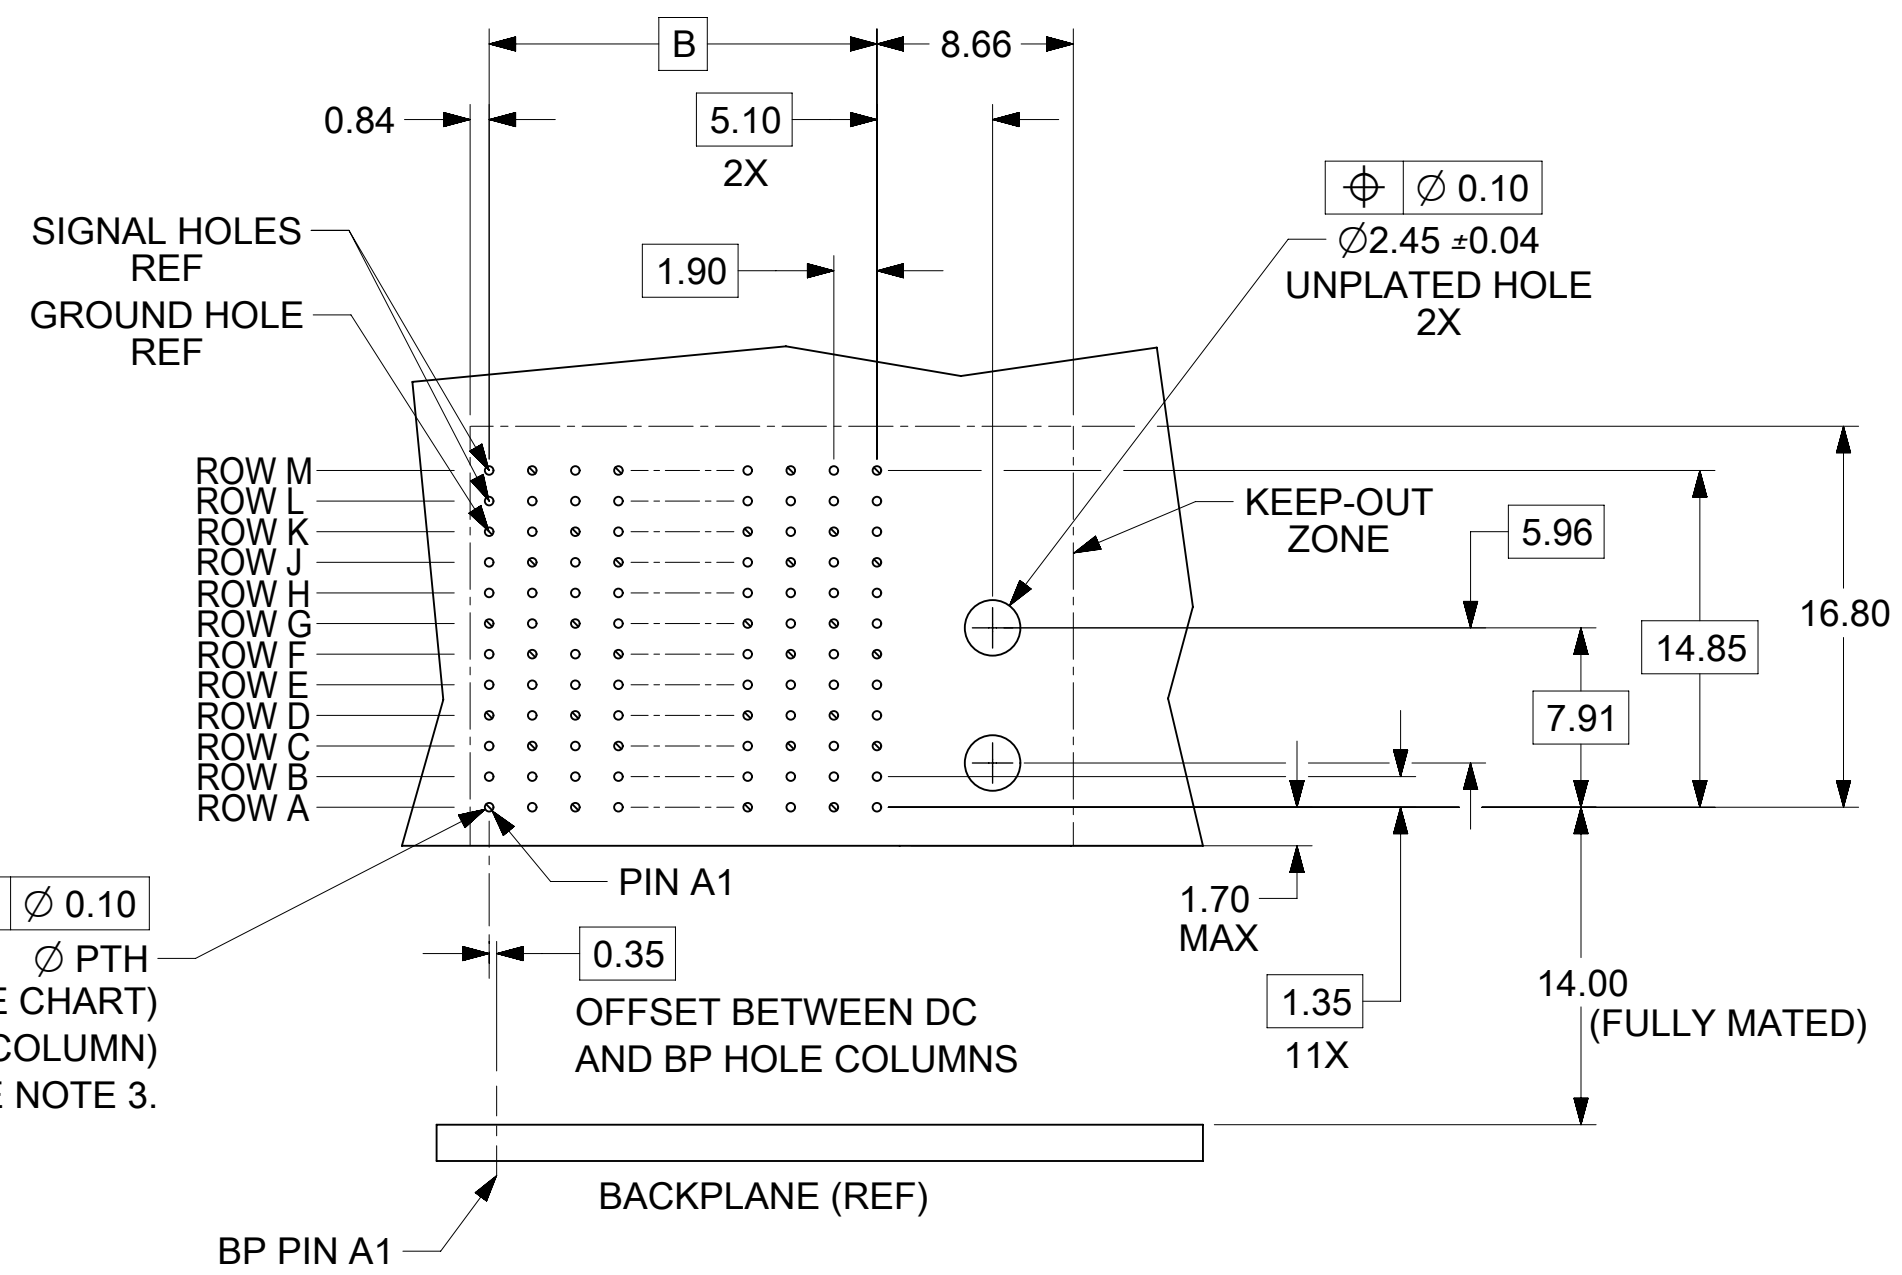 B
8.66
0.84
5.10
2X
⌖ ∅ 0.10
∅2.45 ±0.04
UNPLATED HOLE
2X
SIGNAL HOLES
REF
1.90
GROUND HOLE
REF
ROW M
ROW L
ROW K
ROW J
ROW H
ROW G
ROW F
ROW E
ROW D
ROW C
ROW B
ROW A
KEEP-OUT
ZONE
5.96
16.80
14.85
7.91
PIN A1
∅ 0.10
∅ PTH
E CHART)
COLUMN)
E NOTE 3.
0.35
OFFSET BETWEEN DC
AND BP HOLE COLUMNS
1.70
MAX
1.35
11X
14.00
(FULLY MATED)
BACKPLANE (REF)
BP PIN A1